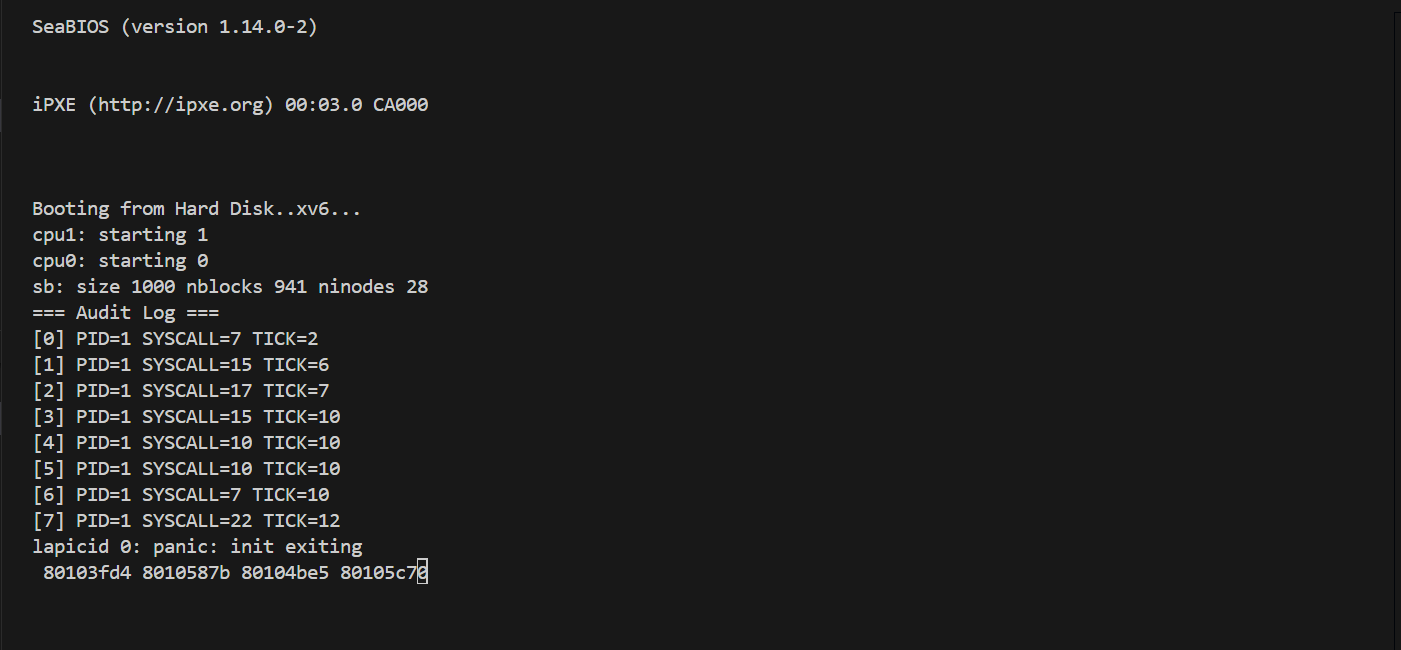 SeaBIOS (version 1.14.0-2)
iPXE (http://ipxe.org) 00:03.0 CA000
Booting from Hard Disk..xv6...
cpu1: starting 1
cpu0: starting 0
sb: size 1000 nblocks 941 ninodes 28
=== Audit Log ===
[0] PID=1 SYSCALL=7 TICK=2
[1] PID=1 SYSCALL=15 TICK=6
[2] PID=1 SYSCALL=17 TICK=7
[3] PID=1 SYSCALL=15 TICK=10
[4] PID=1 SYSCALL=10 TICK=10
[5] PID=1 SYSCALL=10 TICK=10
[6] PID=1 SYSCALL=7 TICK=10
[7] PID=1 SYSCALL=22 TICK=12
lapicid 0: panic: init exiting
80103fd4 8010587b 80104be5 80105c70